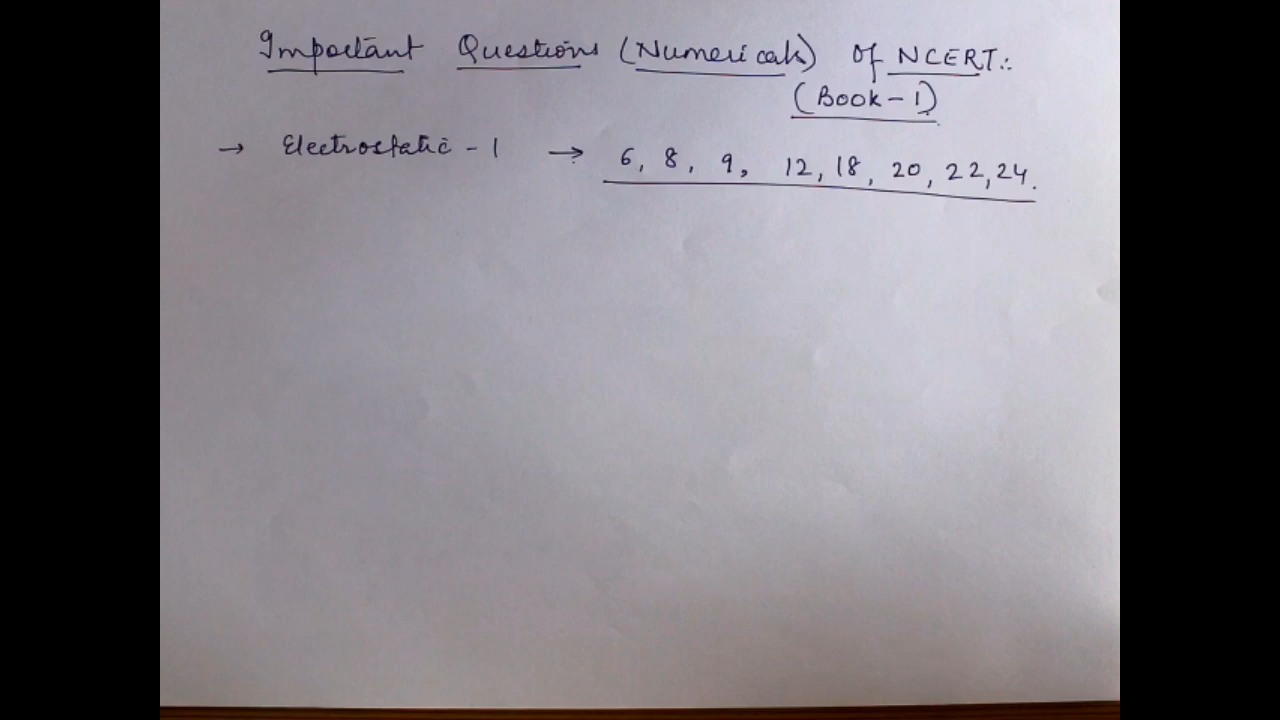 Important Questions (Numericals) of NCERT:.
(Book-1)
→ Electrostatic - 1 → 6, 8, 9, 12, 18, 20, 22, 24.